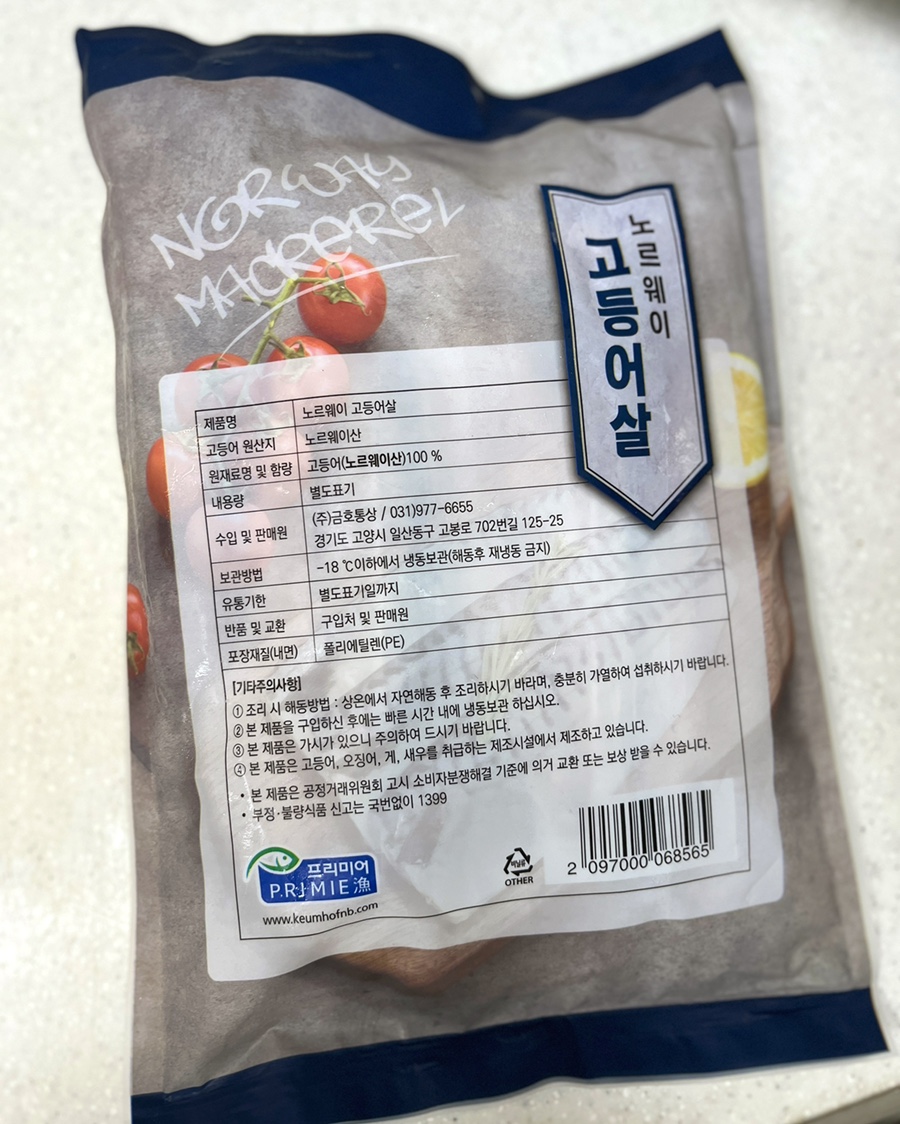 NORWAY
MACKEREL
노르웨이
고등어살
제품명 노르웨이 고등어살
고등어 원산지 노르웨이산
원재료명 및 함량 고등어(노르웨이산)100 %
내용량 별도표기
수입 및 판매원 (주)금호통상 / 031)977-6655
경기도 고양시 일산동구 고봉로 702번길 125-25
보관방법 -18 ℃이하에서 냉동보관(해동후 재냉동 금지)
유통기한 별도표기일까지
반품 및 교환 구입처 및 판매원
포장재질(내면) 폴리에틸렌(PE)
[기타주의사항]
① 조리 시 해동방법 : 상온에서 자연해동 후 조리하시기 바라며, 충분히 가열하여 섭취하시기 바랍니다.
② 본 제품을 구입하신 후에는 빠른 시간 내에 냉동보관 하십시오.
③ 본 제품은 가시가 있으니 주의하여 드시기 바랍니다.
④ 본 제품은 고등어, 오징어, 게, 새우를 취급하는 제조시설에서 제조하고 있습니다.
• 본 제품은 공정거래위원회 고시 소비자분쟁해결 기준에 의거 교환 또는 보상 받을 수 있습니다.
• 부정·불량식품 신고는 국번없이 1399
프리미어
PRIMIE漁
www.keumhofnb.com
비닐류
OTHER
2 097000 068565